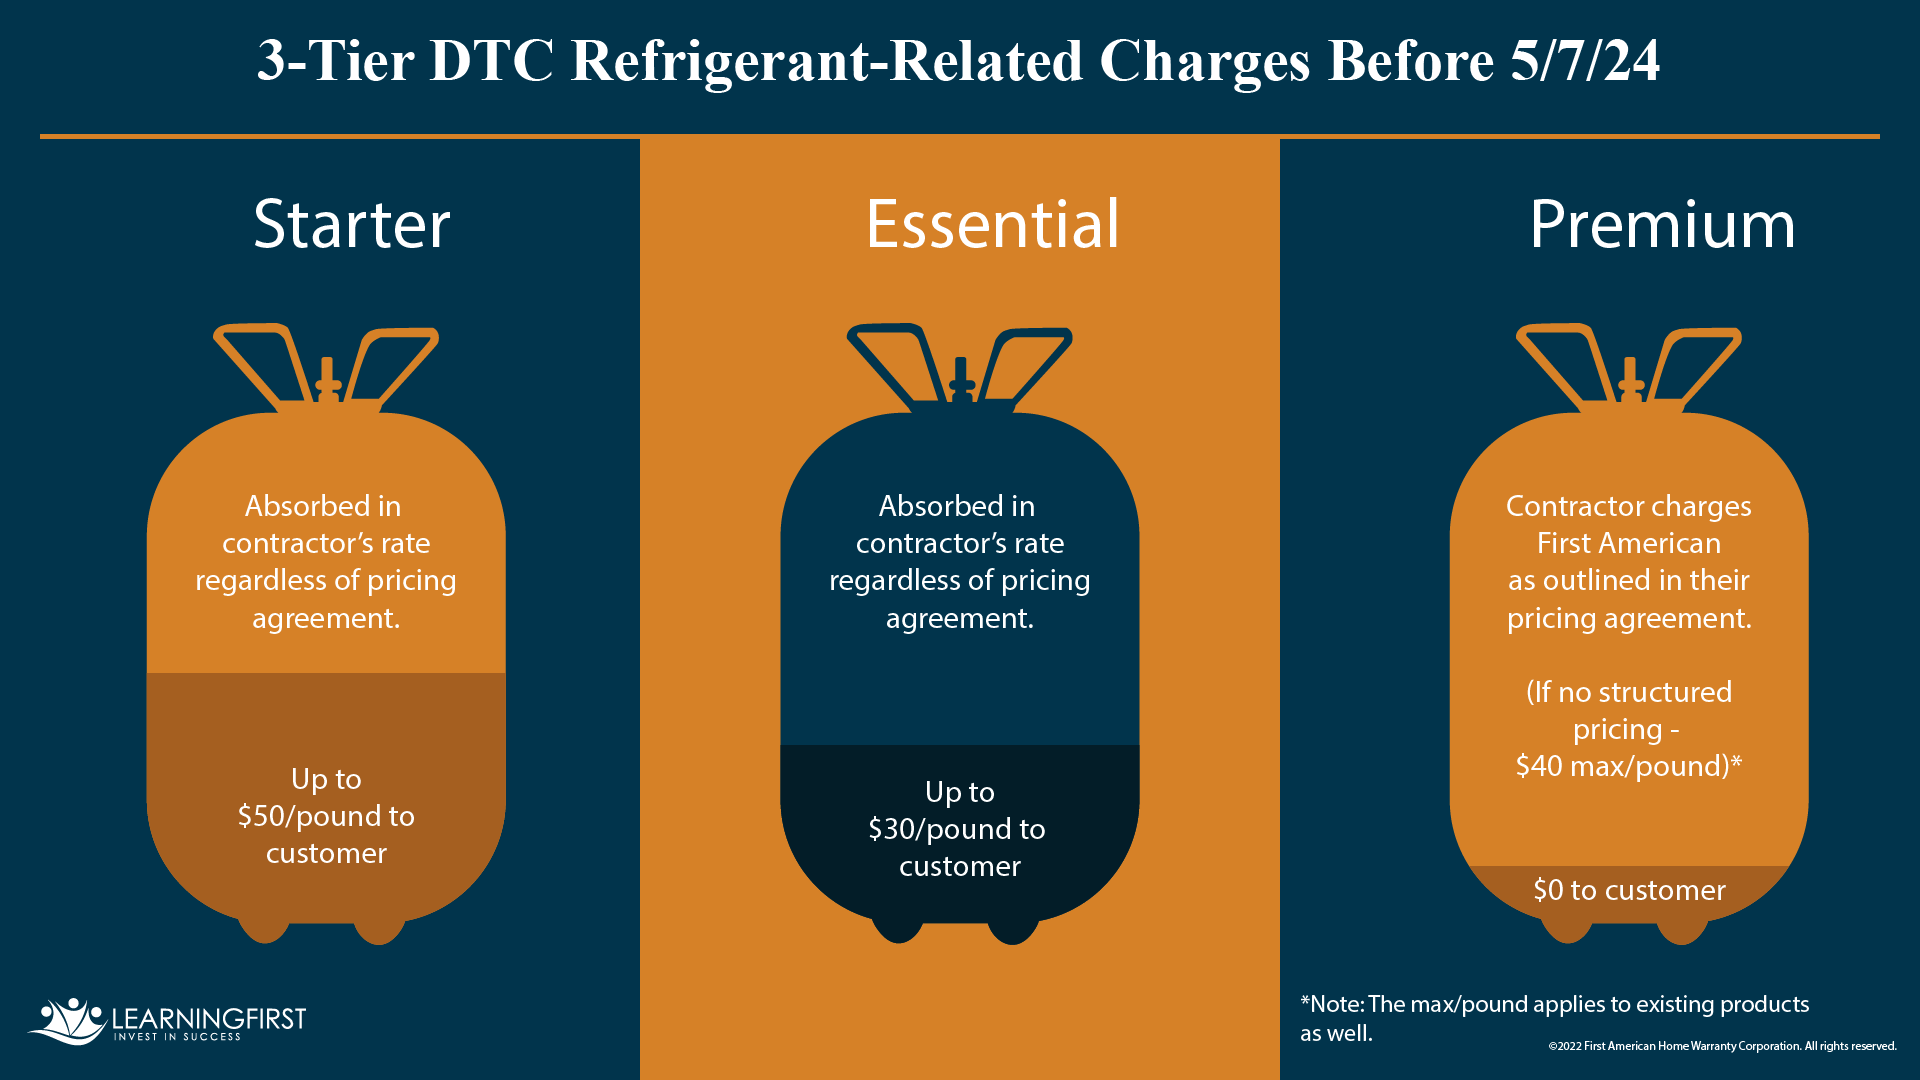 3-Tier DTC Refrigerant-Related Charges Before 5/7/24
Starter
Absorbed in
contractor's rate
regardless of pricing
agreement.
Up to
$50/pound to
customer
Essential
Absorbed in
contractor's rate
regardless of pricing
agreement.
Up to
$30/pound to
customer
Premium
Contractor charges
First American
as outlined in their
pricing agreement.
(If no structured
pricing -
$40 max/pound)*
$0 to customer
LEARNINGFIRST
INVEST IN SUCCESS
*Note: The max/pound applies to existing products
as well.
©2022 First American Home Warranty Corporation. All rights reserved.